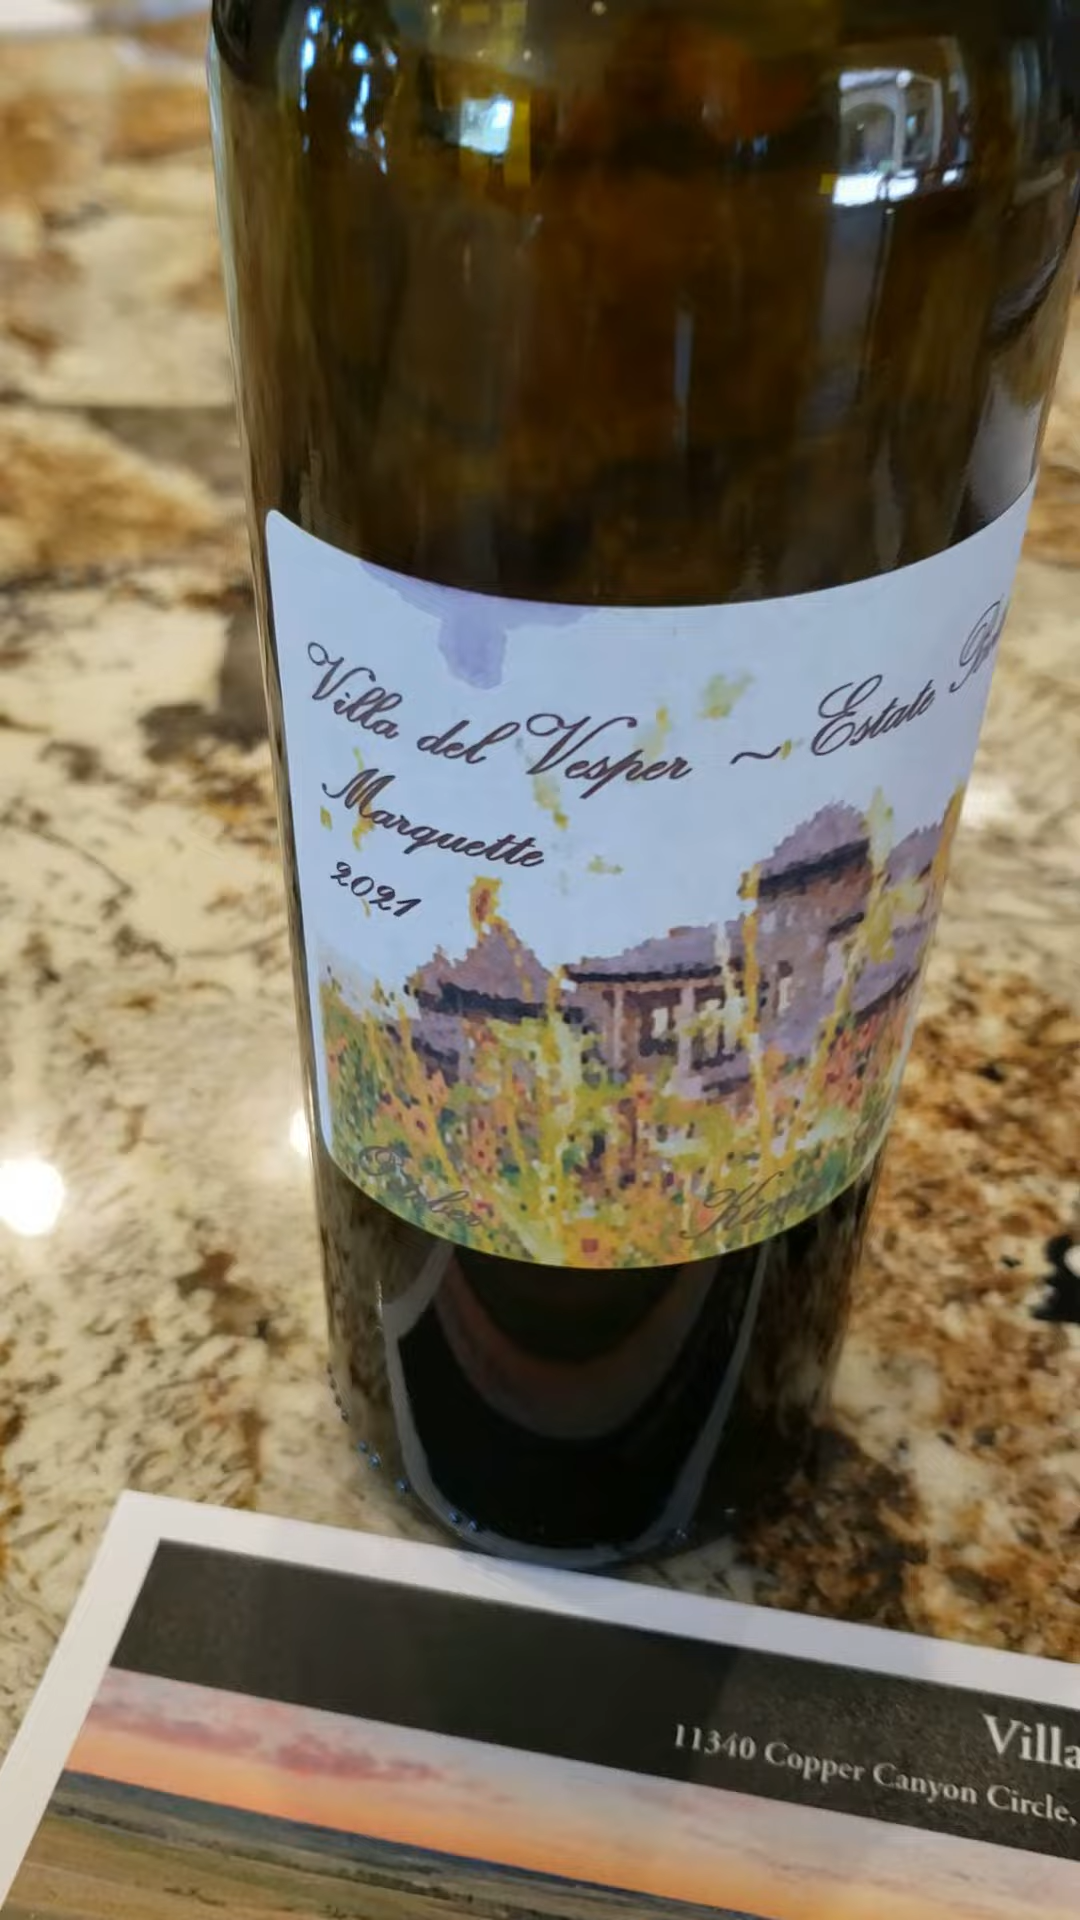 Villa del Vesper ~ Estate
Marquette
2021
Villa
11340 Copper Canyon Circle,